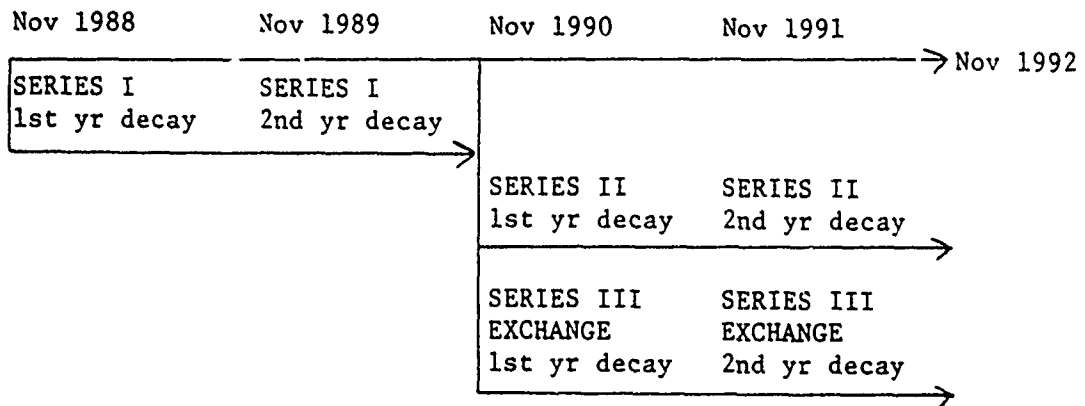 Nov 1988 Nov 1989 Nov 1990 Nov 1991
Nov 1992
SERIES I SERIES I
1st yr decay 2nd yr decay
SERIES II SERIES II
1st yr decay 2nd yr decay
SERIES III SERIES III
EXCHANGE EXCHANGE
1st yr decay 2nd yr decay